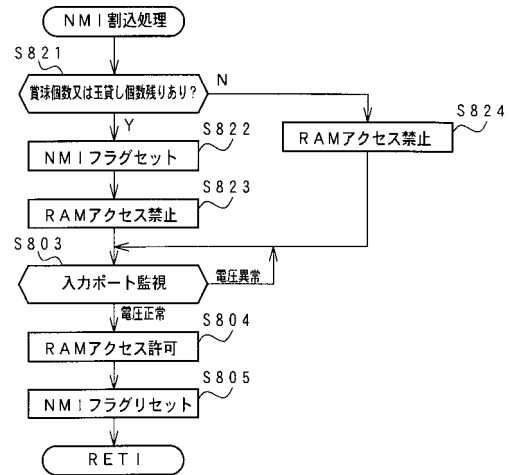 NMI割込処理
S821
賞球個数又は玉貸し個数残りあり?
N
Y
S822
S824
NMIフラグセット
RAMアクセス禁止
S823
RAMアクセス禁止
S803
入力ポート監視
電圧異常
電圧正常
S804
RAMアクセス許可
S805
NMIフラグリセット
RETI